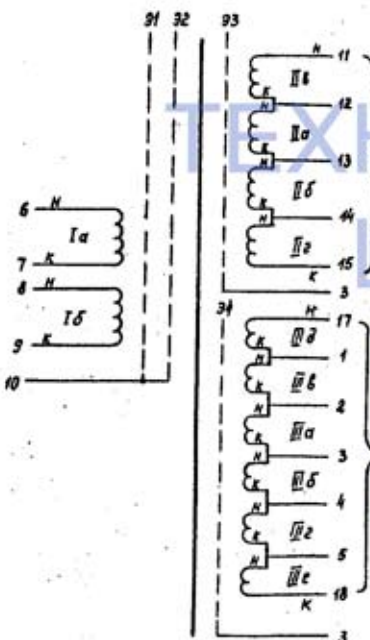 Э1 Э2 Э3
Н 11
IIв
К
Н 12
IIа
К
Н 13
IIб
К
Н 14
IIг
К 15
3
6 Н
Iа
7 К
8 Н
Iб
9 К
10
Э4
Н 17
IIIд
К
Н 1
IIIв
К
Н 2
IIIа
К
Н 3
IIIб
К
Н 4
IIIг
К
Н 5
IIIе
К 18
3
ТЕХН